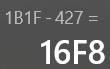 1B1F - 427 =
16F8